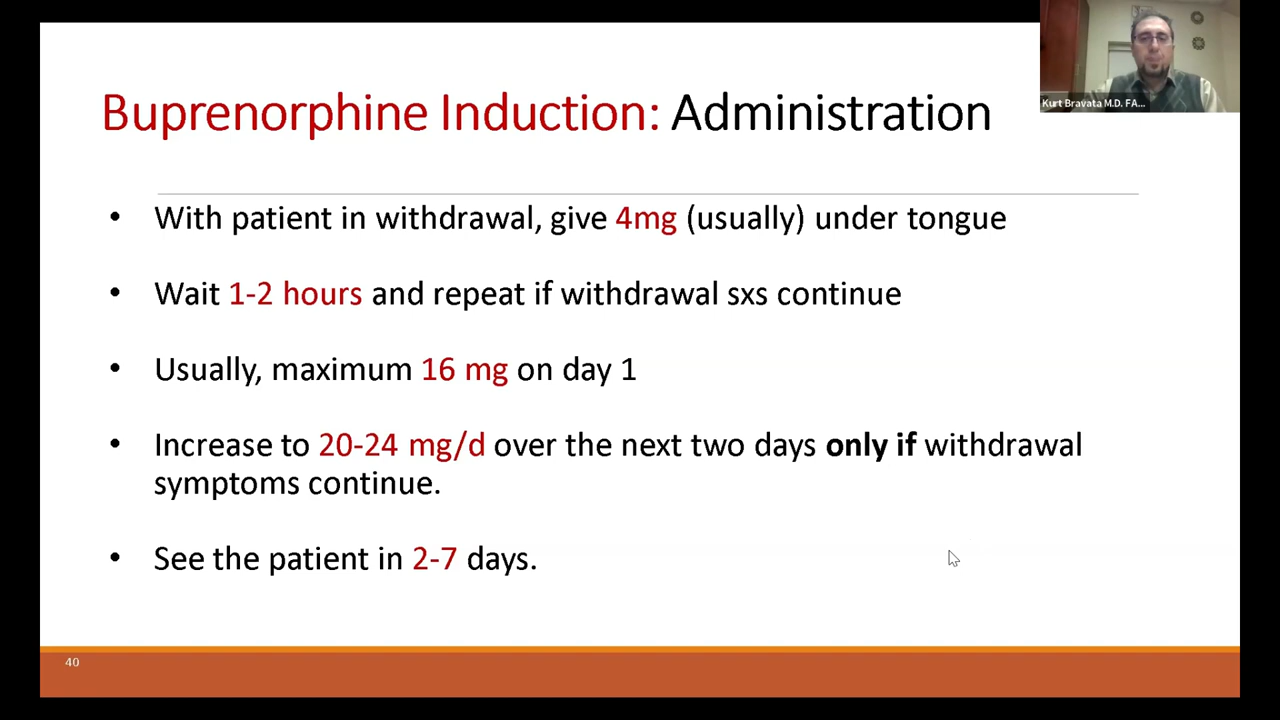 Kurt Bravata M.D. FA...
Buprenorphine Induction: Administration
• With patient in withdrawal, give 4mg (usually) under tongue
• Wait 1-2 hours and repeat if withdrawal sxs continue
• Usually, maximum 16 mg on day 1
• Increase to 20-24 mg/d over the next two days only if withdrawal
symptoms continue.
• See the patient in 2-7 days.
40